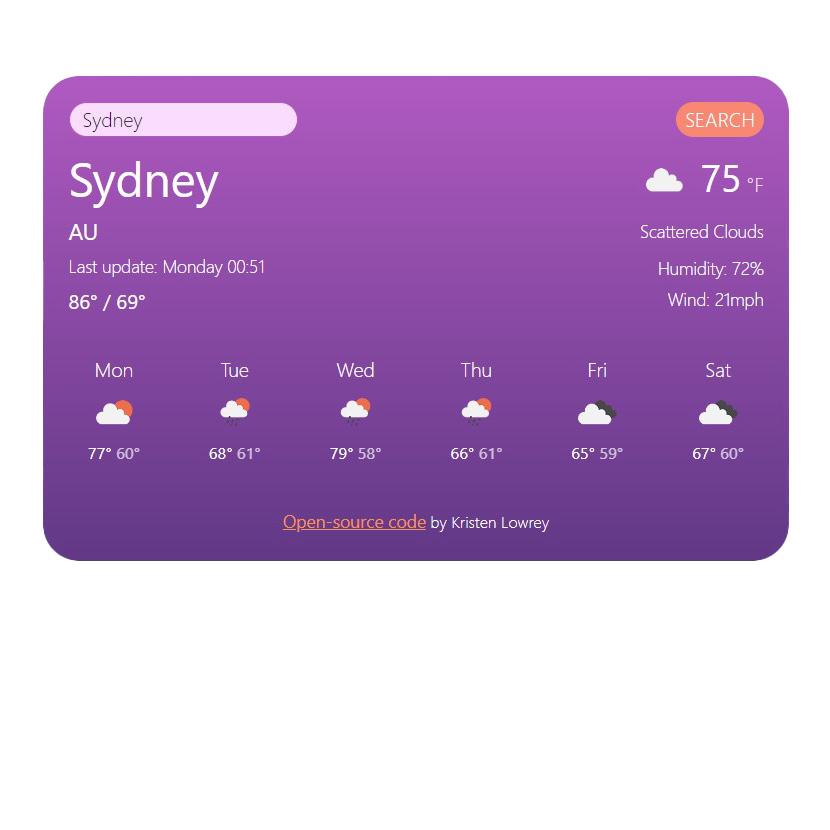 Sydney
SEARCH
Sydney
75 °F
AU
Scattered Clouds
Last update: Monday 00:51
Humidity: 72%
86° / 69°
Wind: 21mph
Mon Tue Wed Thu Fri Sat
77° 60° 68° 61° 79° 58° 66° 61° 65° 59° 67° 60°
Open-source code by Kristen Lowrey